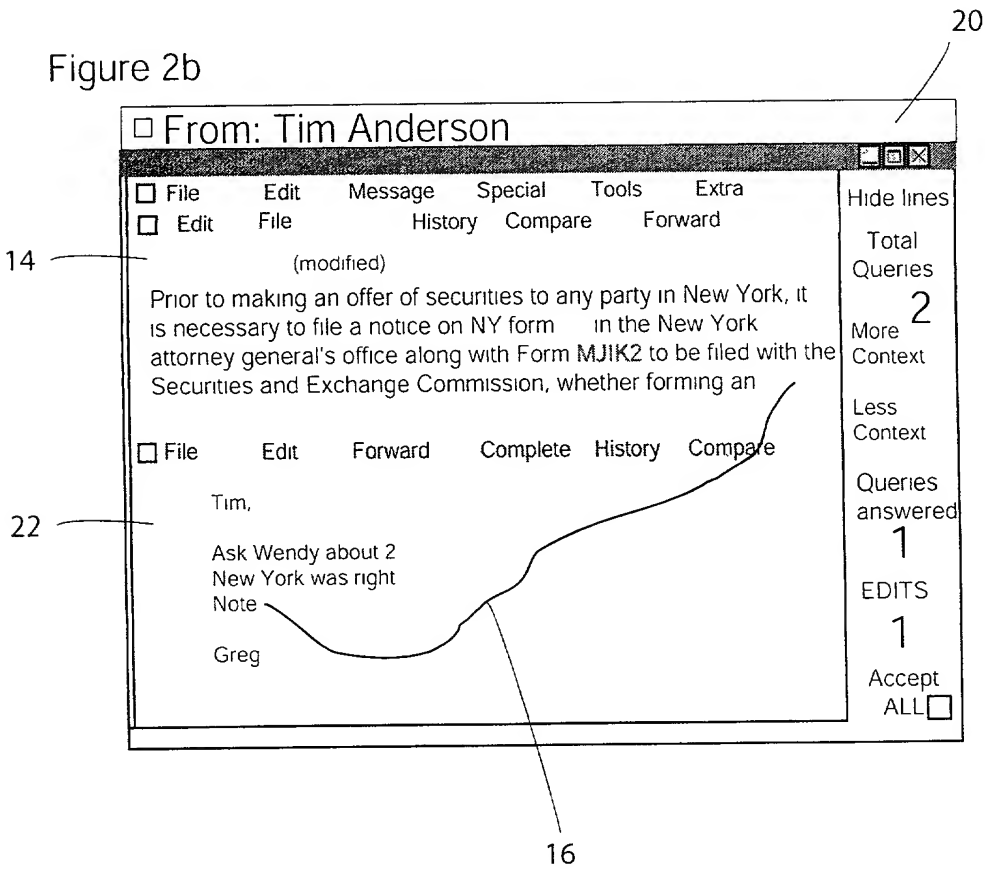 20
Figure 2b
From: Tim Anderson
File Edit Message Special Tools Extra
Edit File History Compare Forward
14
(modified)
Prior to making an offer of securities to any party in New York, it
is necessary to file a notice on NY form in the New York
attorney general's office along with Form MJIK2 to be filed with the
Securities and Exchange Commission, whether forming an
File Edit Forward Complete History Compare
22
Tim,
Ask Wendy about 2
New York was right
Note
Greg
Hide lines
Total
Queries
2
More
Context
Less
Context
Queries
answered
1
EDITS
1
Accept
ALL
16